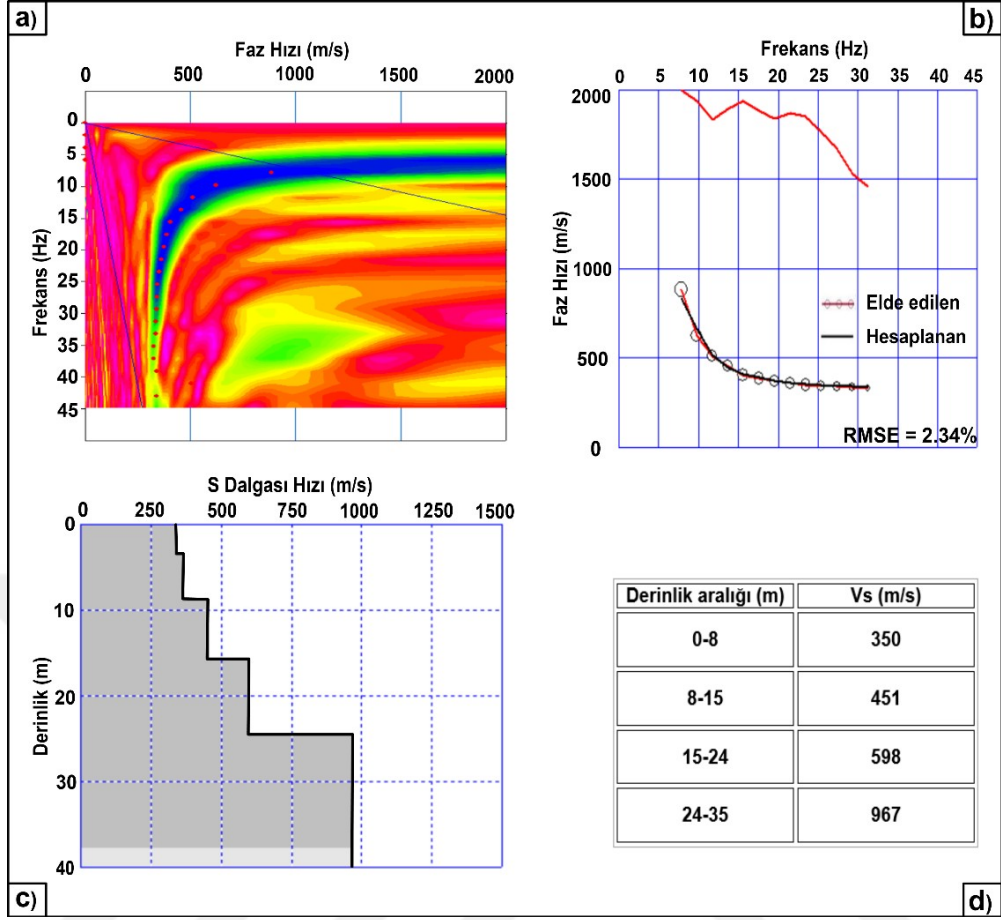 a)
b)
Faz Hızı (m/s)
0 500 1000 1500 2000
Frekans (Hz)
0
5
10
15
20
25
30
35
40
45
Frekans (Hz)
0 5 10 15 20 25 30 35 40 45
Faz Hızı (m/s)
2000
1500
1000
500
0
Elde edilen
Hesaplanan
RMSE = 2.34%
S Dalgası Hızı (m/s)
0 250 500 750 1000 1250 1500
Derinlik (m)
0
10
20
30
40
Derinlik aralığı (m) Vs (m/s)
0-8 350
8-15 451
15-24 598
24-35 967
c)
d)